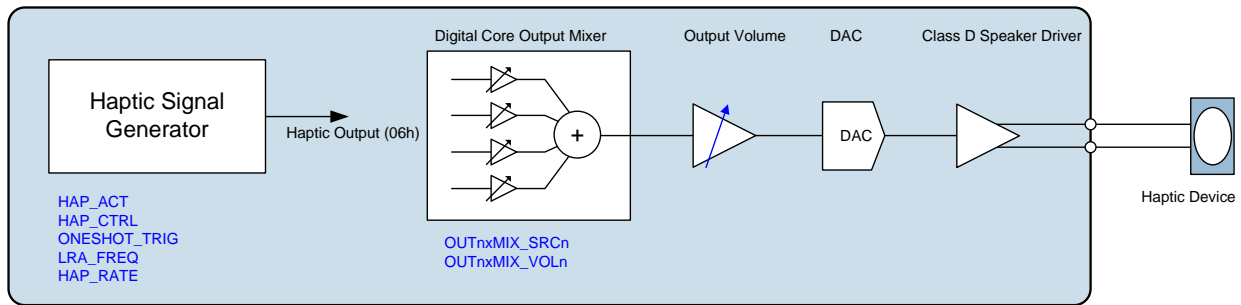 Digital Core Output Mixer
Output Volume
DAC
Class D Speaker Driver
Haptic Signal
Generator
Haptic Output (06h)
+
DAC
Haptic Device
HAP_ACT
HAP_CTRL
ONESHOT_TRIG
LRA_FREQ
HAP_RATE
OUTnxMIX_SRCn
OUTnxMIX_VOLn